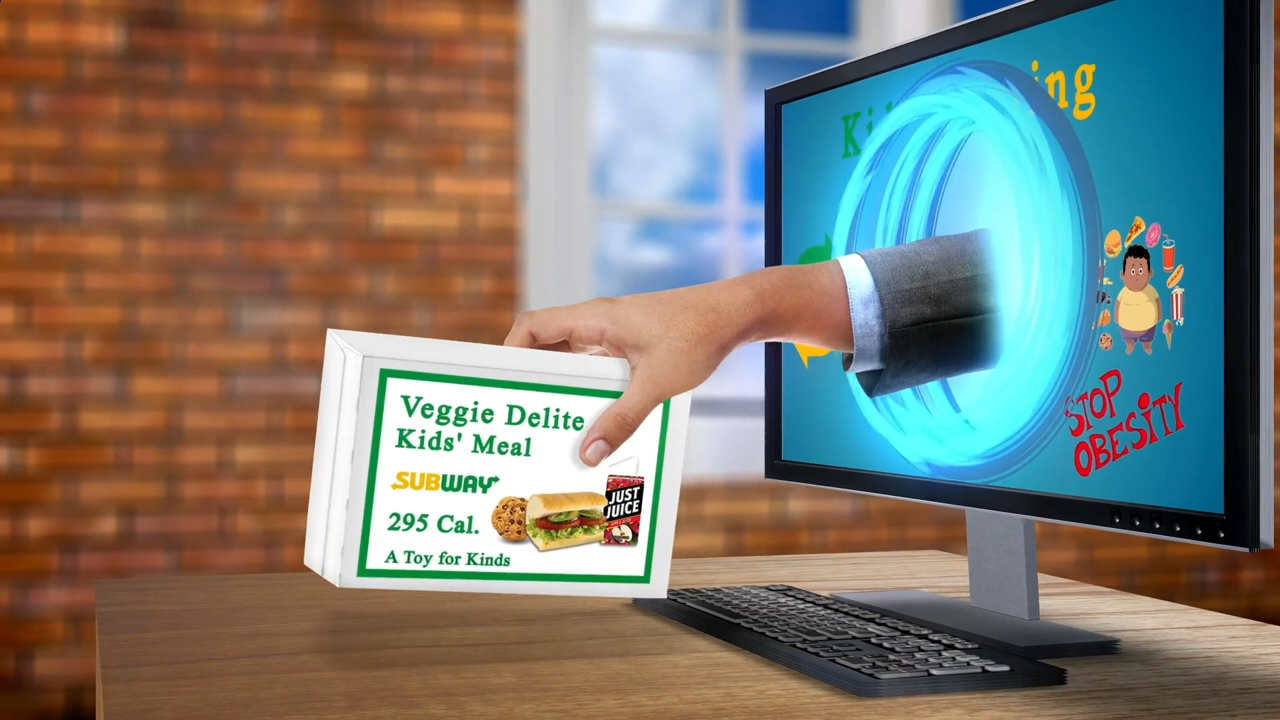 Veggie Delite
Kids' Meal
SUBWAY
295 Cal.
A Toy for Kinds
JUST
JUICE
STOP
OBESITY